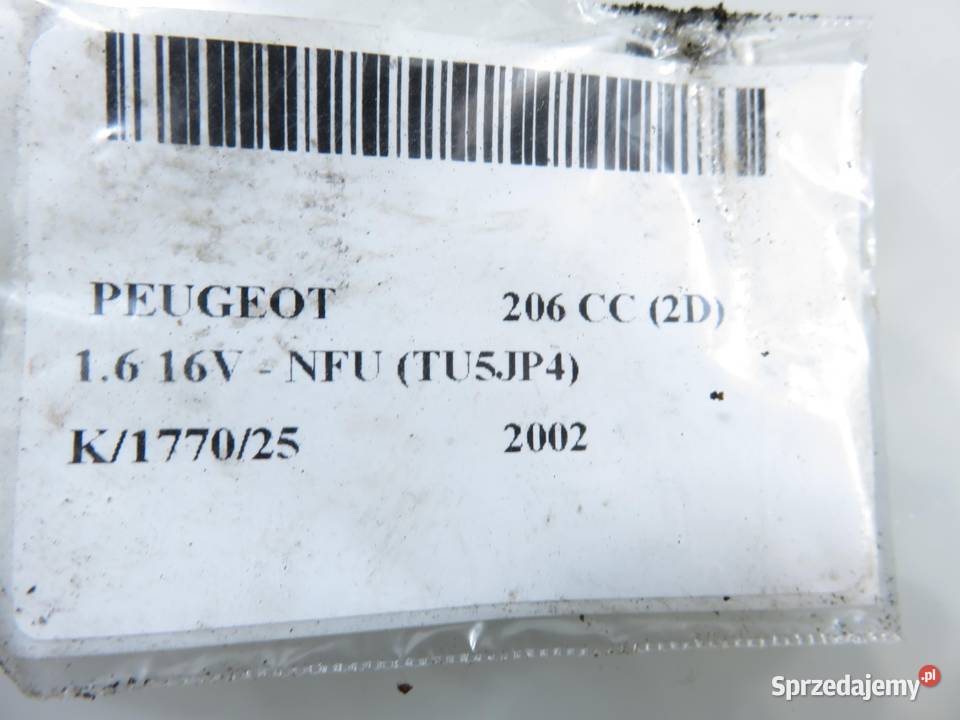 PEUGEOT 206 CC (2D)
1.6 16V - NFU (TU5JP4)
K/1770/25 2002
Sprzedajemy.pl